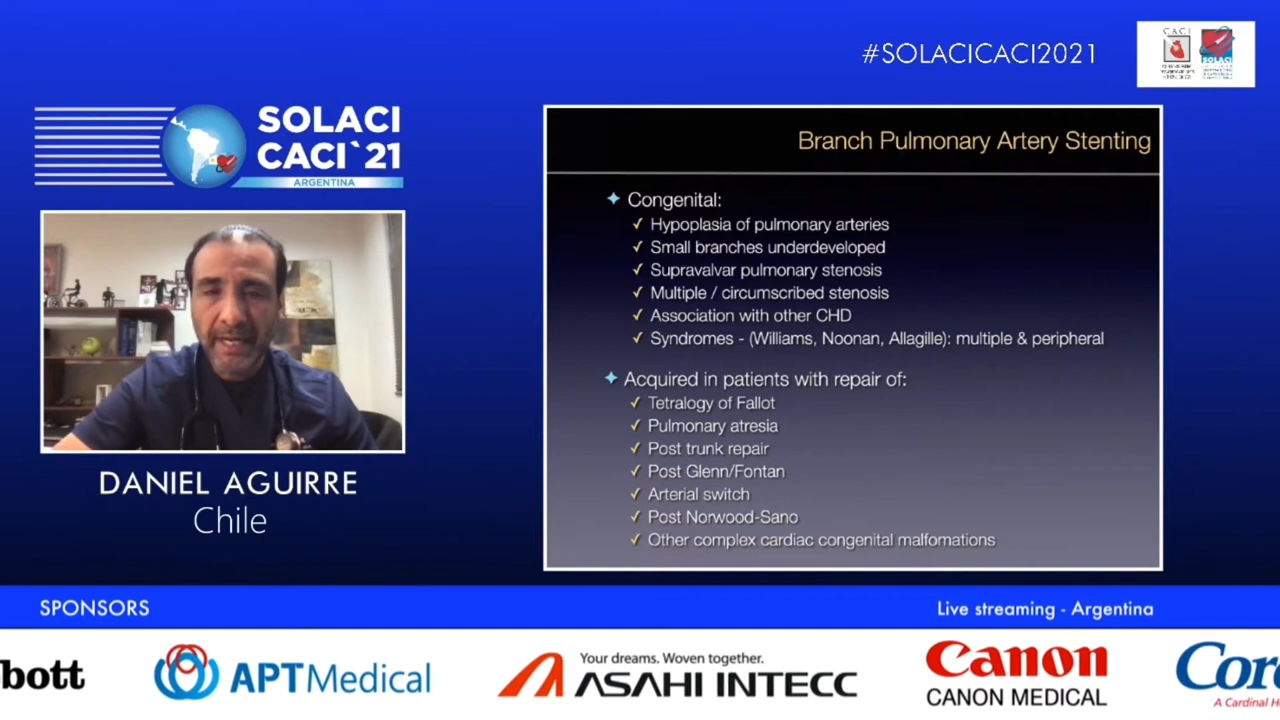 #SOLACICACI2021
CACI
SOLACI
SOLACI
CACI`21
ARGENTINA
DANIEL AGUIRRE
Chile
Branch Pulmonary Artery Stenting
✦ Congenital:
✓ Hypoplasia of pulmonary arteries
✓ Small branches underdeveloped
✓ Supravalvar pulmonary stenosis
✓ Multiple / circumscribed stenosis
✓ Association with other CHD
✓ Syndromes - (Williams, Noonan, Allagille): multiple & peripheral
✦ Acquired in patients with repair of:
✓ Tetralogy of Fallot
✓ Pulmonary atresia
✓ Post trunk repair
✓ Post Glenn/Fontan
✓ Arterial switch
✓ Post Norwood-Sano
✓ Other complex cardiac congenital malfomations
SPONSORS
Live streaming - Argentina
bott
APTMedical
Your dreams. Woven together.
ASAHI INTECC
Canon
CANON MEDICAL
Cor
A Cardinal H